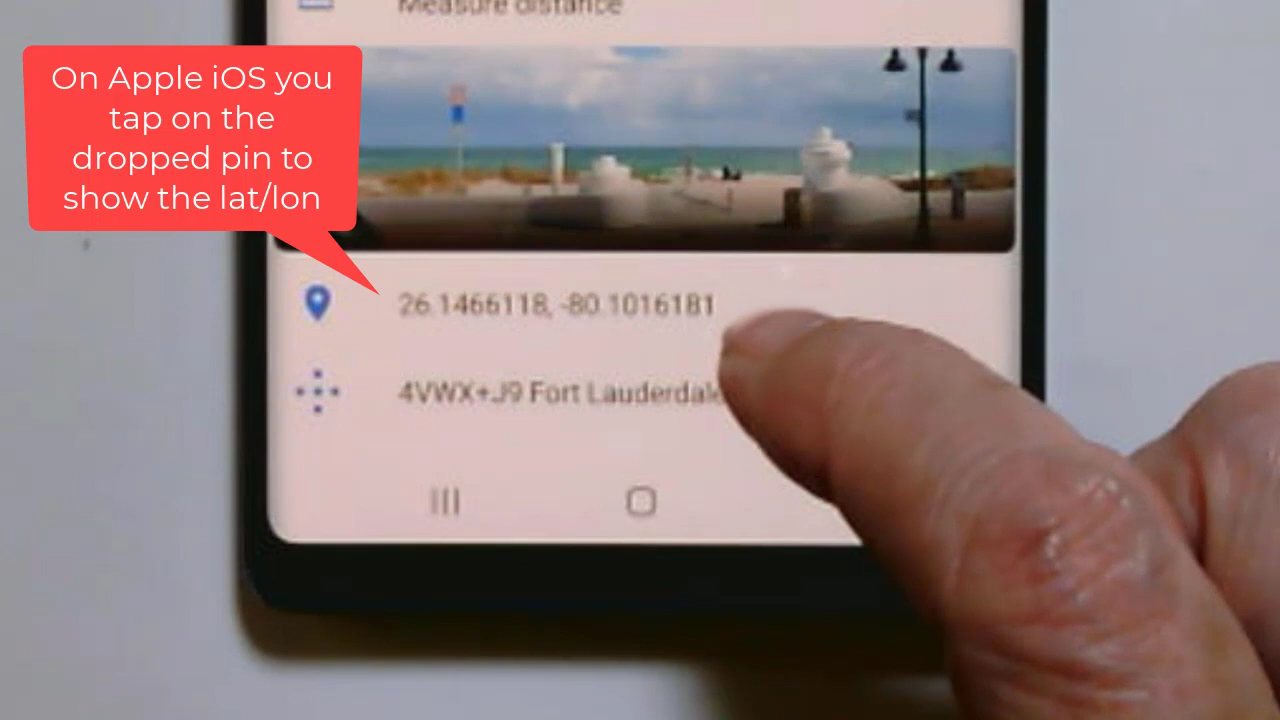 Measure distance
On Apple iOS you
tap on the
dropped pin to
show the lat/lon
26.1466118, -80.1016181
4VWX+J9 Fort Lauderdale